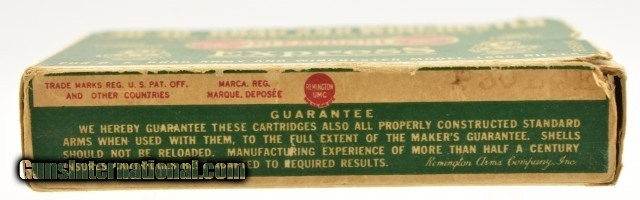 EXPRESS
TRADE MARKS REG. U.S. PAT. OFF.
AND OTHER COUNTRIES
MARCA. REG.
MARQUE, DEPOSÉE
REMINGTON
UMC
GUARANTEE
WE HEREBY GUARANTEE THESE CARTRIDGES ALSO ALL PROPERLY CONSTRUCTED STANDARD
ARMS WHEN USED WITH THEM, TO THE FULL EXTENT OF THE MAKER'S GUARANTEE. SHELLS
SHOULD NOT BE RELOADED. MANUFACTURING EXPERIENCE OF MORE THAN HALF A CENTURY
REQUIRED RESULTS.
Remington Arms Company, Inc.
GunsInternational.com